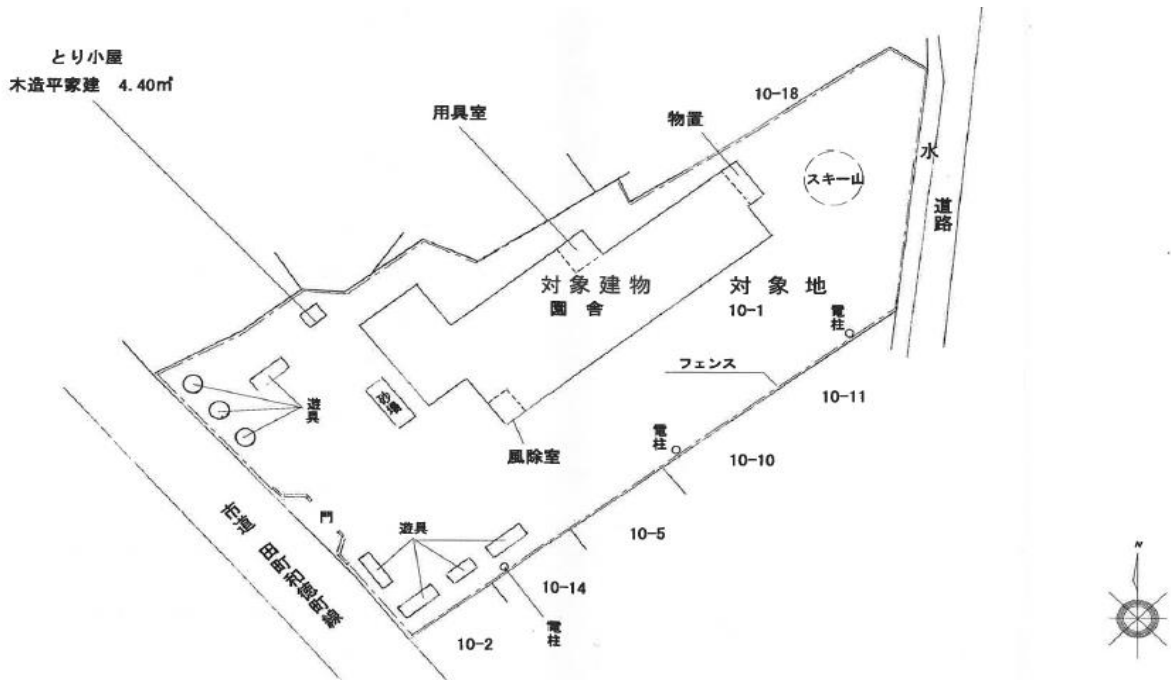 とり小屋
木造平家建 4.40㎡
用具室
物置
10-18
スキー山
水
道路
対象建物
園舎
対象地
10-1
電柱
フェンス
10-11
遊具
砂場
風除室
電柱
10-10
市道 田町和徳町線
門
遊具
10-5
10-14
10-2
電柱
N